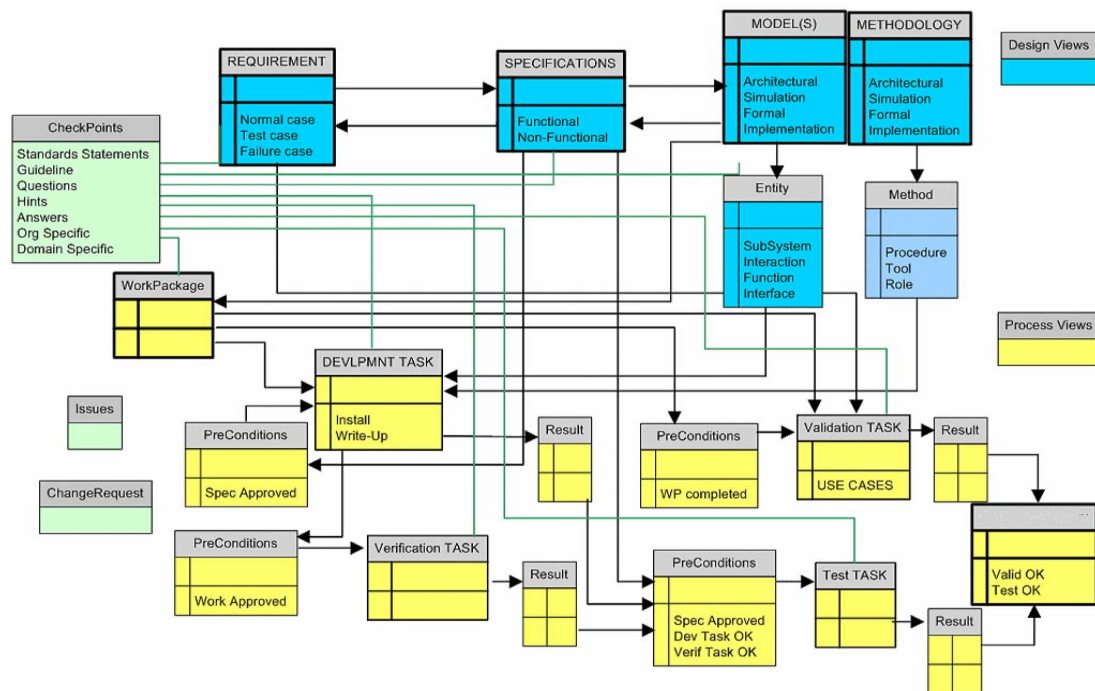 MODEL(S)
METHODOLOGY
REQUIREMENT
SPECIFICATIONS
Design Views
Architectural
Simulation
Formal
Implementation
Architectural
Simulation
Formal
Implementation
Normal case
Test case
Failure case
Functional
Non-Functional
CheckPoints
Standards Statements
Guideline
Questions
Hints
Answers
Org Specific
Domain Specific
Entity
Method
SubSystem
Interaction
Function
Interface
Procedure
Tool
Role
WorkPackage
Process Views
DEVLPMNT TASK
Install
Write-Up
Issues
PreConditions
Spec Approved
Result
PreConditions
WP completed
Validation TASK
USE CASES
Result
ChangeRequest
PreConditions
Work Approved
Verification TASK
Result
PreConditions
Spec Approved
Dev Task OK
Verif Task OK
Test TASK
Result
Valid OK
Test OK